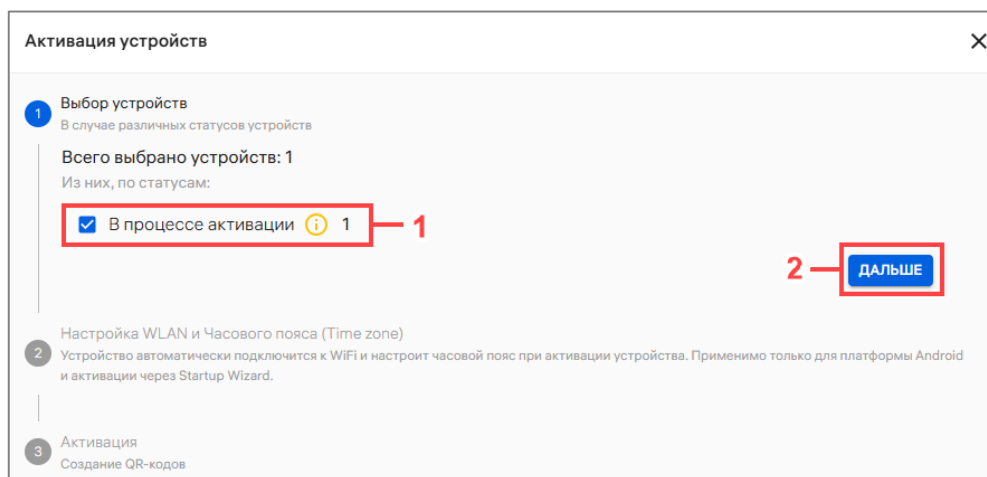 Активация устройств
1 Выбор устройств
В случае различных статусов устройств
Всего выбрано устройств: 1
Из них, по статусам:
В процессе активации 1
1
2
ДАЛЬШЕ
Настройка WLAN и Часового пояса (Time zone)
2 Устройство автоматически подключится к WiFi и настроит часовой пояс при активации устройства. Применимо только для платформы Android
и активации через Startup Wizard.
3 Активация
Создание QR-кодов